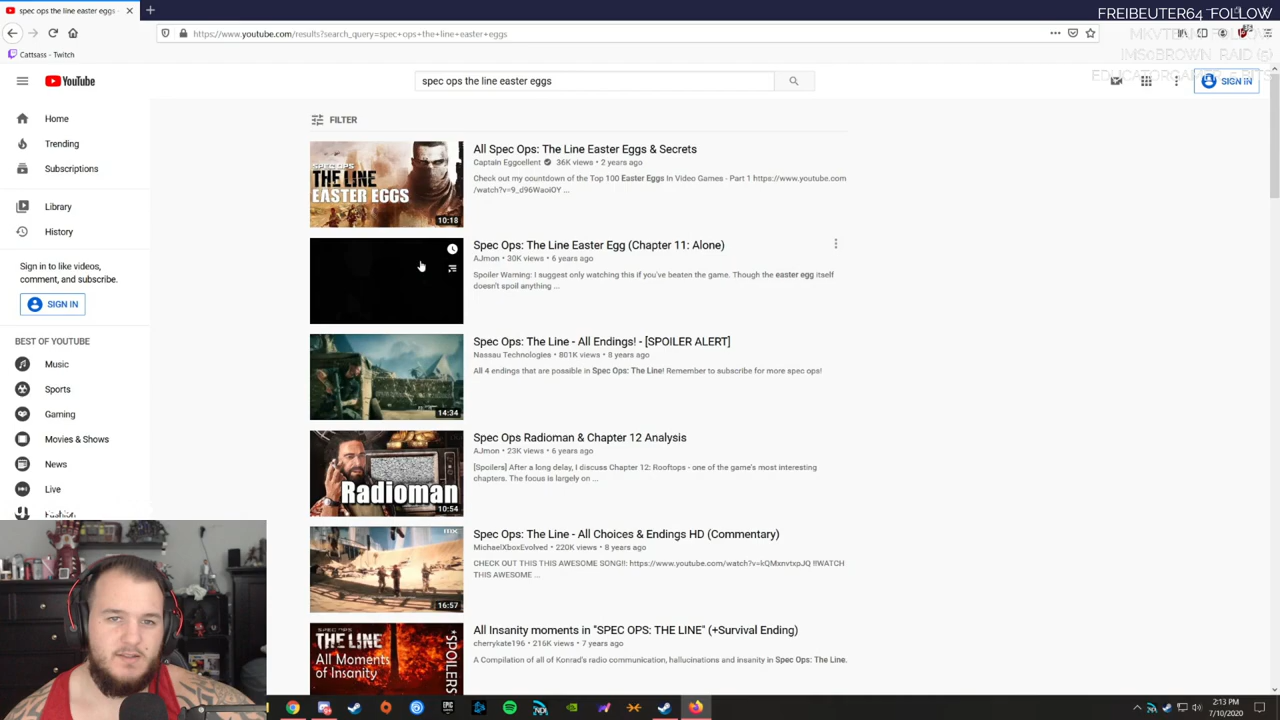 spec ops the line easter eggs
FREIBEUTER64 FOLLOW
https://www.youtube.com/results?search_query=spec+ops+the+line+easter+eggs
Cattsass - Twitch
YouTube
spec ops the line easter eggs
SIGN IN
Home
Trending
Subscriptions
Library
History
Sign in to like videos,
comment, and subscribe.
SIGN IN
BEST OF YOUTUBE
Music
Sports
Gaming
Movies & Shows
News
Live
FILTER
SPEC OPS
THE LINE
EASTER EGGS
10:18
All Spec Ops: The Line Easter Eggs & Secrets
Captain Eggcellent 36K views • 2 years ago
Check out my countdown of the Top 100 Easter Eggs In Video Games - Part 1 https://www.youtube.com
/watch?v=9_d96WaoiOY ...
Spec Ops: The Line Easter Egg (Chapter 11: Alone)
AJmon • 30K views • 6 years ago
Spoiler Warning: I suggest only watching this if you've beaten the game. Though the easter egg itself
doesn't spoil anything ...
14:34
Spec Ops: The Line - All Endings! - [SPOILER ALERT]
Nassau Technologies • 801K views • 8 years ago
All 4 endings that are possible in Spec Ops: The Line! Remember to subscribe for more spec ops!
Radioman
10:54
Spec Ops Radioman & Chapter 12 Analysis
AJmon • 23K views • 6 years ago
[Spoilers] After a long delay, I discuss Chapter 12: Rooftops - one of the game's most interesting
chapters. The focus is largely on ...
16:57
Spec Ops: The Line - All Choices & Endings HD (Commentary)
MichaelXboxEvolved • 220K views • 8 years ago
CHECK OUT THIS THIS AWESOME SONG!!: https://www.youtube.com/watch?v=kQMxnvtxpJQ !!WATCH
THIS AWESOME ...
THE LINE
All Moments
of Insanity
*SPOILERS
All Insanity moments in "SPEC OPS: THE LINE" (+Survival Ending)
cherrykate196 • 216K views • 7 years ago
A Compilation of all of Konrad's radio communication, hallucinations and insanity in Spec Ops: The Line.
EPIC
2:13 PM
7/10/2020